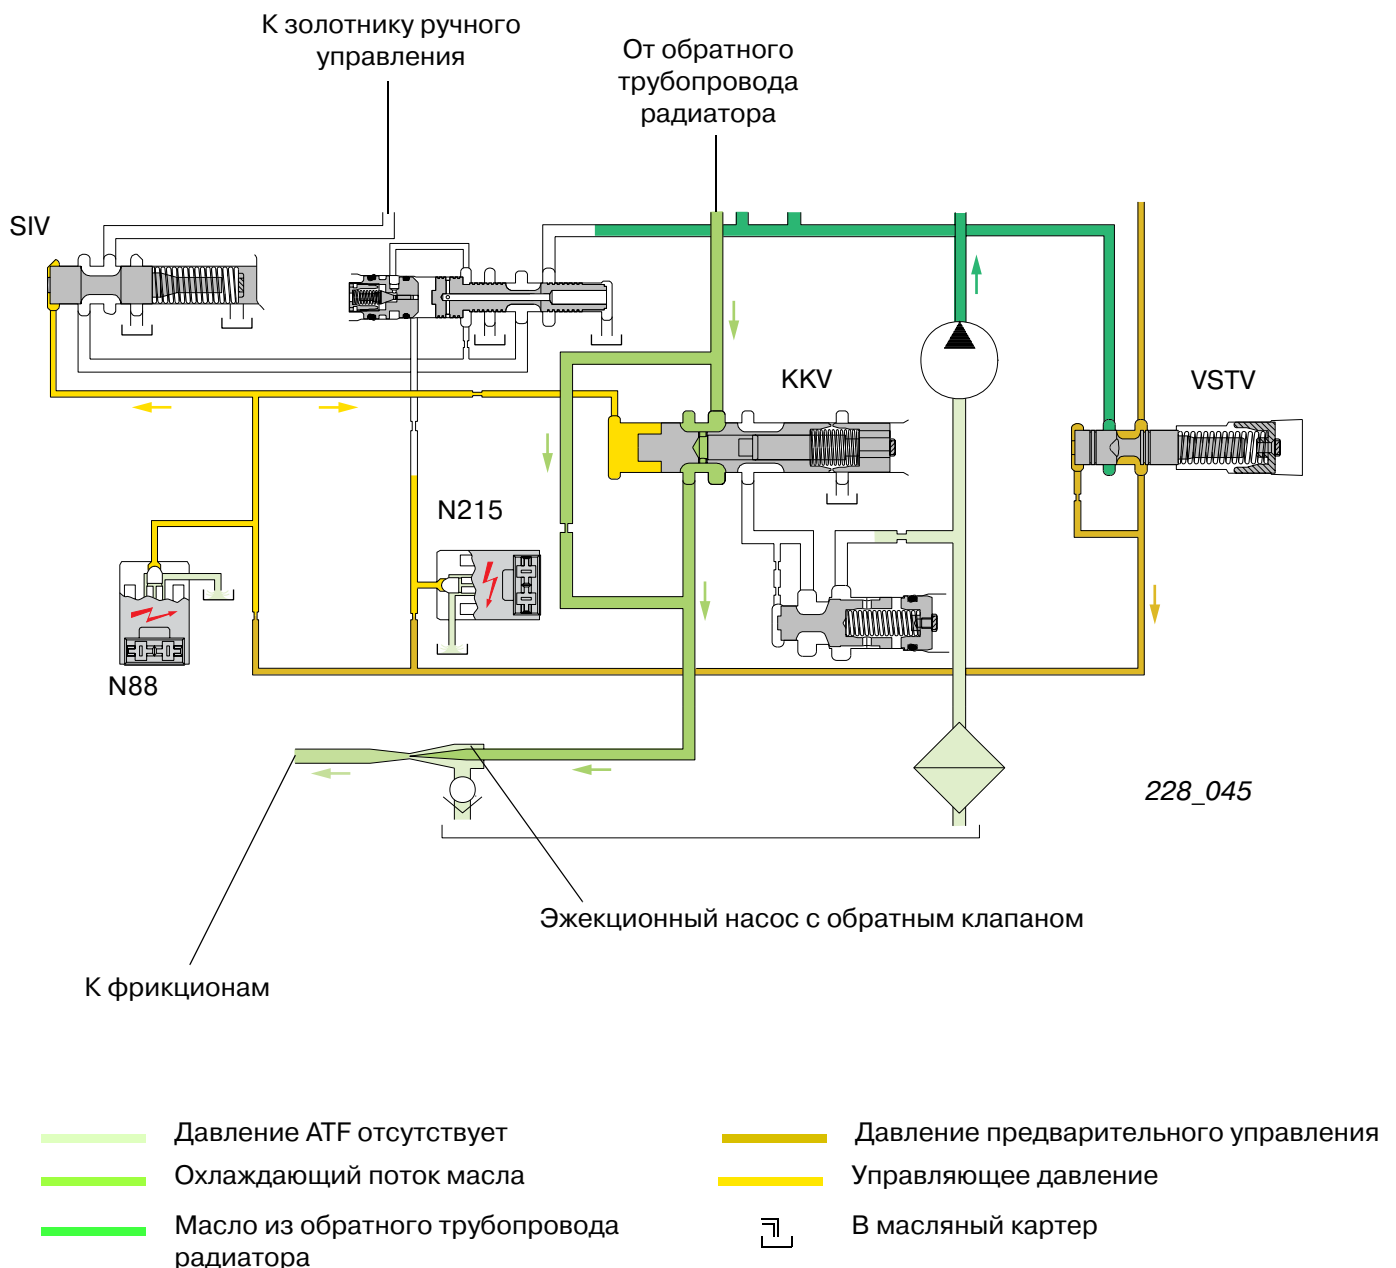 К золотнику ручного
управления
От обратного
трубопровода
радиатора
SIV
KKV
VSTV
N215
N88
228_045
Эжекционный насос с обратным клапаном
К фрикционам
Давление ATF отсутствует
Охлаждающий поток масла
Масло из обратного трубопровода
радиатора
Давление предварительного управления
Управляющее давление
В масляный картер